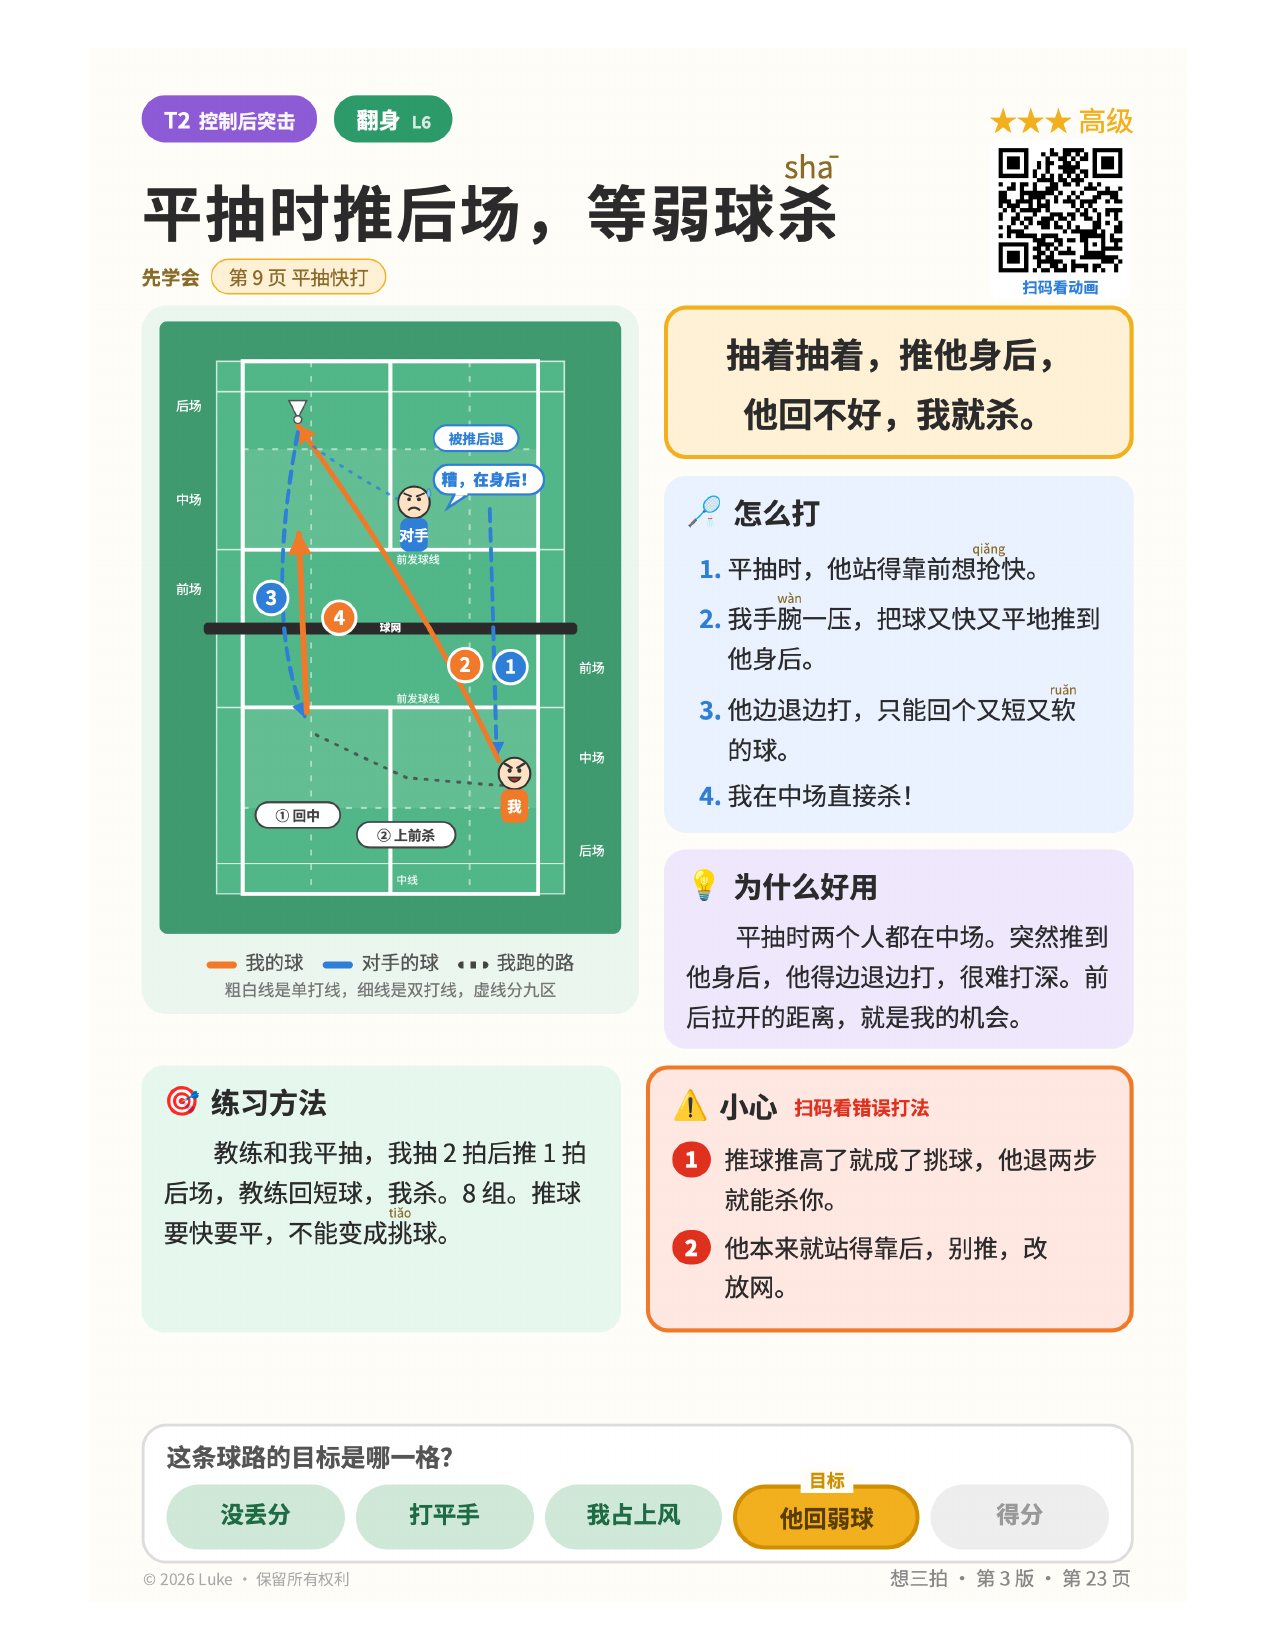 T2 控制后突击
翻身 L6
★★★ 高级
shā
平抽时推后场，等弱球杀
扫码看动画
先学会 第 9 页 平抽快打
后场
中场
前场
被推后退
糟，在身后！
对手
前发球线
3
4
球网
2
1
前场
前发球线
中场
我
① 回中
② 上前杀
后场
中线
我的球 对手的球 我跑的路
粗白线是单打线，细线是双打线，虚线分九区
抽着抽着，推他身后，
他回不好，我就杀。
🏸 怎么打
qiǎng
1. 平抽时，他站得靠前想抢快。
wàn
2. 我手腕一压，把球又快又平地推到
他身后。
ruǎn
3. 他边退边打，只能回个又短又软
的球。
4. 我在中场直接杀！
💡 为什么好用
平抽时两个人都在中场。突然推到
他身后，他得边退边打，很难打深。前
后拉开的距离，就是我的机会。
🎯 练习方法
教练和我平抽，我抽 2 拍后推 1 拍
后场，教练回短球，我杀。8 组。推球
tiǎo
要快要平，不能变成挑球。
⚠️ 小心 扫码看错误打法
1 推球推高了就成了挑球，他退两步
就能杀你。
2 他本来就站得靠后，别推，改
放网。
这条球路的目标是哪一格？
目标
没丢分 打平手 我占上风 他回弱球 得分
© 2026 Luke · 保留所有权利
想三拍 · 第 3 版 · 第 23 页